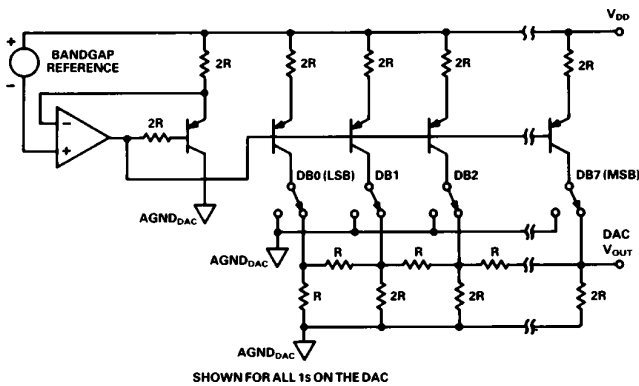 V_DD
+
BANDGAP
REFERENCE
-
2R
2R
2R
2R
2R
-
+
2R
DB0 (LSB)
DB1
DB2
DB7 (MSB)
AGND_DAC
AGND_DAC
DAC
V_OUT
R
R
R
R
2R
2R
2R
AGND_DAC
SHOWN FOR ALL 1s ON THE DAC